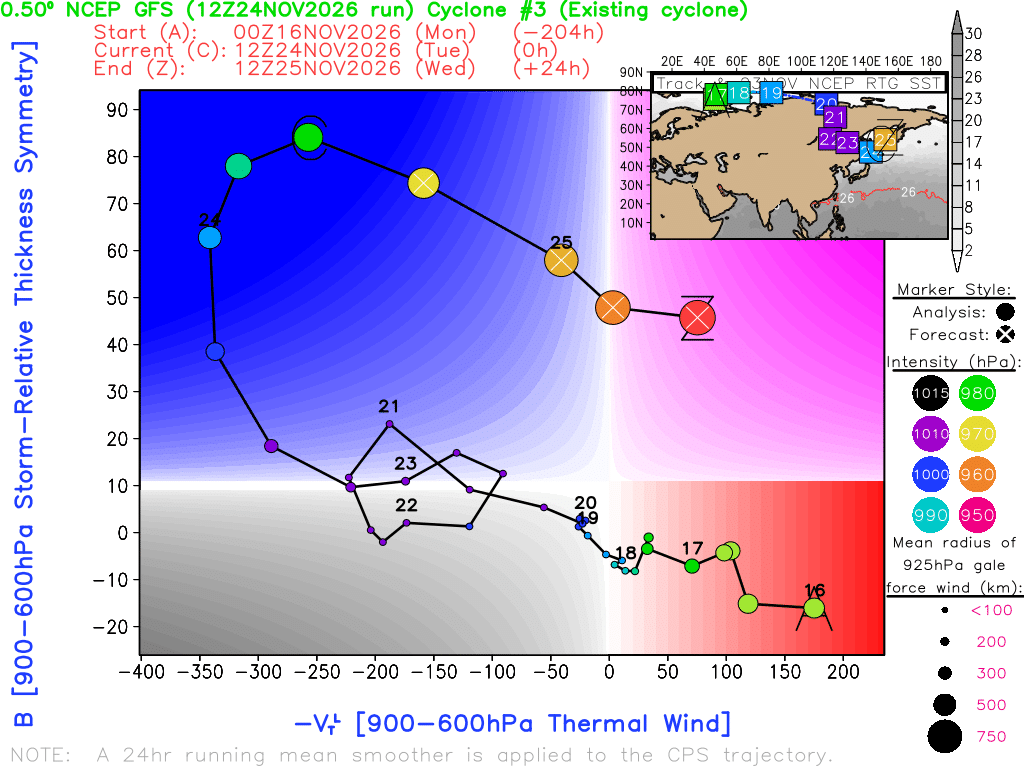 0.50° NCEP GFS (12Z24NOV2026 run) Cyclone #3 (Existing cyclone)
Start (A): 00Z16NOV2026 (Mon) (−204h)
Current (C): 12Z24NOV2026 (Tue) (0h)
End (Z): 12Z25NOV2026 (Wed) (+24h)
B [900−600hPa Storm−Relative Thickness Symmetry]
90
80
70
60
50
40
30
20
10
0
−10
−20
−400 −350 −300 −250 −200 −150 −100 −50 0 50 100 150 200
−V_T^L [900−600hPa Thermal Wind]
24
25
21
23
22
20
19
18
17
16
A
C
Z
20E 40E 60E 80E 100E 120E 140E 160E 180
90N
80N
70N
60N
50N
40N
30N
20N
10N
Track & 23NOV NCEP RTG SST
17 18 19 20
21
22 23
25
26 26
30
28
26
23
20
17
14
11
8
5
2
Marker Style:
Analysis:
Forecast:
Intensity (hPa):
1015 980
1010 970
1000 960
990 950
Mean radius of
925hPa gale
force wind (km):
<100
200
300
500
750
NOTE: A 24hr running mean smoother is applied to the CPS trajectory.